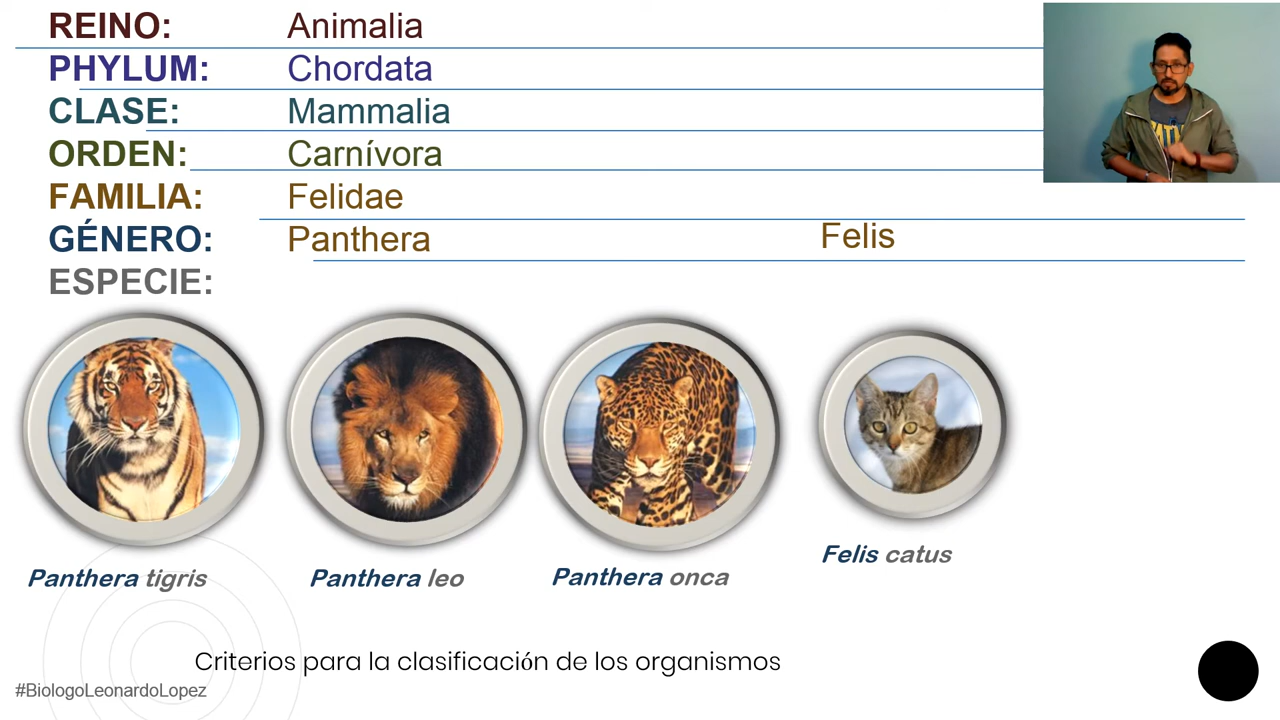 REINO: Animalia
PHYLUM: Chordata
CLASE: Mammalia
ORDEN: Carnívora
FAMILIA: Felidae
GÉNERO: Panthera Felis
ESPECIE:
Panthera tigris Panthera leo Panthera onca Felis catus
Criterios para la clasificación de los organismos
#BiologoLeonardoLopez